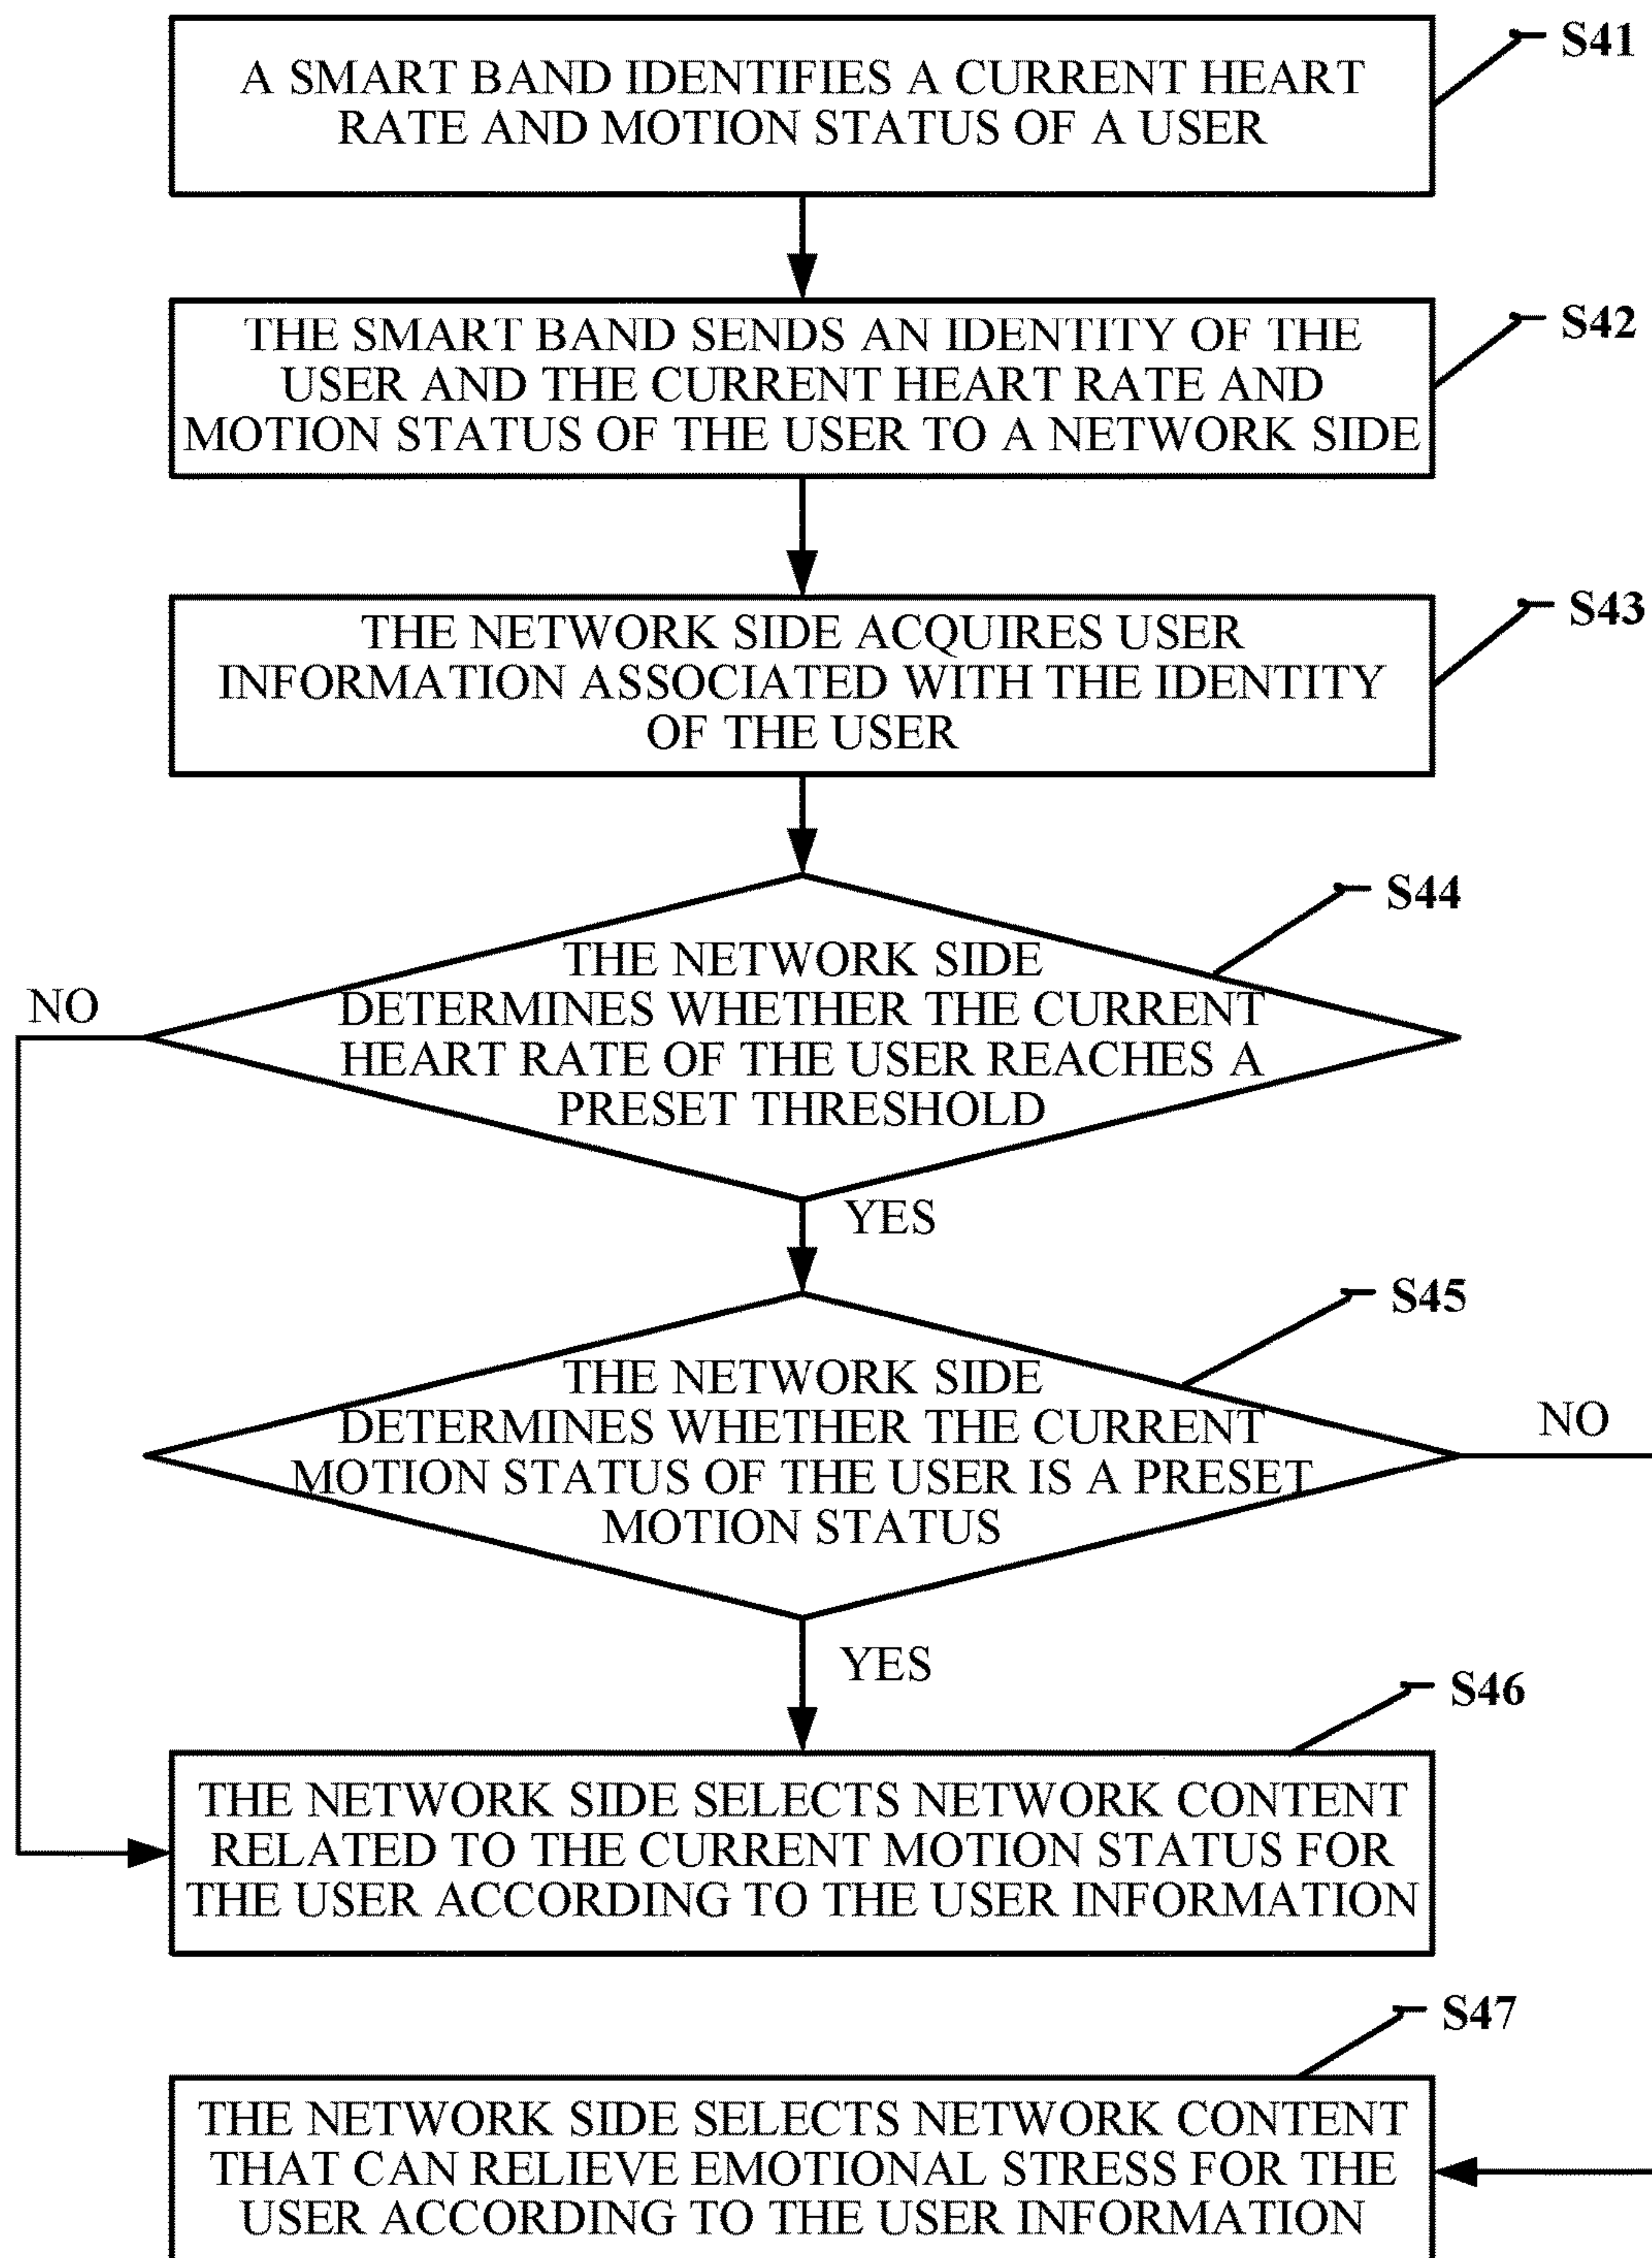 S41
A SMART BAND IDENTIFIES A CURRENT HEART
RATE AND MOTION STATUS OF A USER
S42
THE SMART BAND SENDS AN IDENTITY OF THE
USER AND THE CURRENT HEART RATE AND
MOTION STATUS OF THE USER TO A NETWORK SIDE
S43
THE NETWORK SIDE ACQUIRES USER
INFORMATION ASSOCIATED WITH THE IDENTITY
OF THE USER
S44
THE NETWORK SIDE
DETERMINES WHETHER THE CURRENT
HEART RATE OF THE USER REACHES A
PRESET THRESHOLD
NO
YES
S45
THE NETWORK SIDE
DETERMINES WHETHER THE CURRENT
MOTION STATUS OF THE USER IS A PRESET
MOTION STATUS
NO
YES
S46
THE NETWORK SIDE SELECTS NETWORK CONTENT
RELATED TO THE CURRENT MOTION STATUS FOR
THE USER ACCORDING TO THE USER INFORMATION
S47
THE NETWORK SIDE SELECTS NETWORK CONTENT
THAT CAN RELIEVE EMOTIONAL STRESS FOR THE
USER ACCORDING TO THE USER INFORMATION